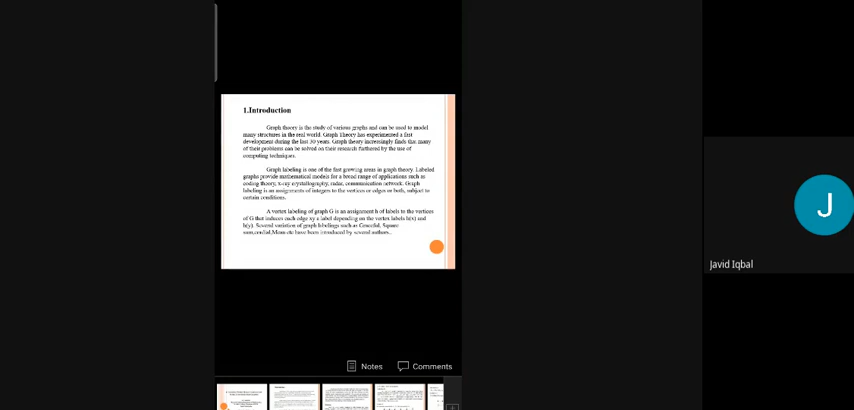 1.Introduction
Graph theory is the study of various graphs and can be used to model
many structures in the real world. Graph Theory has experimented a fast
development during the last 30 years. Graph theory increasingly finds that many
of their problems can be solved on their research furthered by the use of
computing techniques.
Graph labeling is one of the fast growing areas in graph theory. Labeled
graphs provide mathematical models for a broad range of applications such as
coding theory, x-ray crystallography, radar, communication network. Graph
labeling is an assignments of integers to the vertices or edges or both, subject to
certain conditions.
A vertex labeling of graph G is an assignment h of labels to the vertices
of G that induces each edge xy a label depending on the vertex labels h(x) and
h(y). Several variation of graph labelings such as Graceful, Square
sum,cordial,Mean etc have been introduced by several authors..
J
Javid Iqbal
Notes
Comments